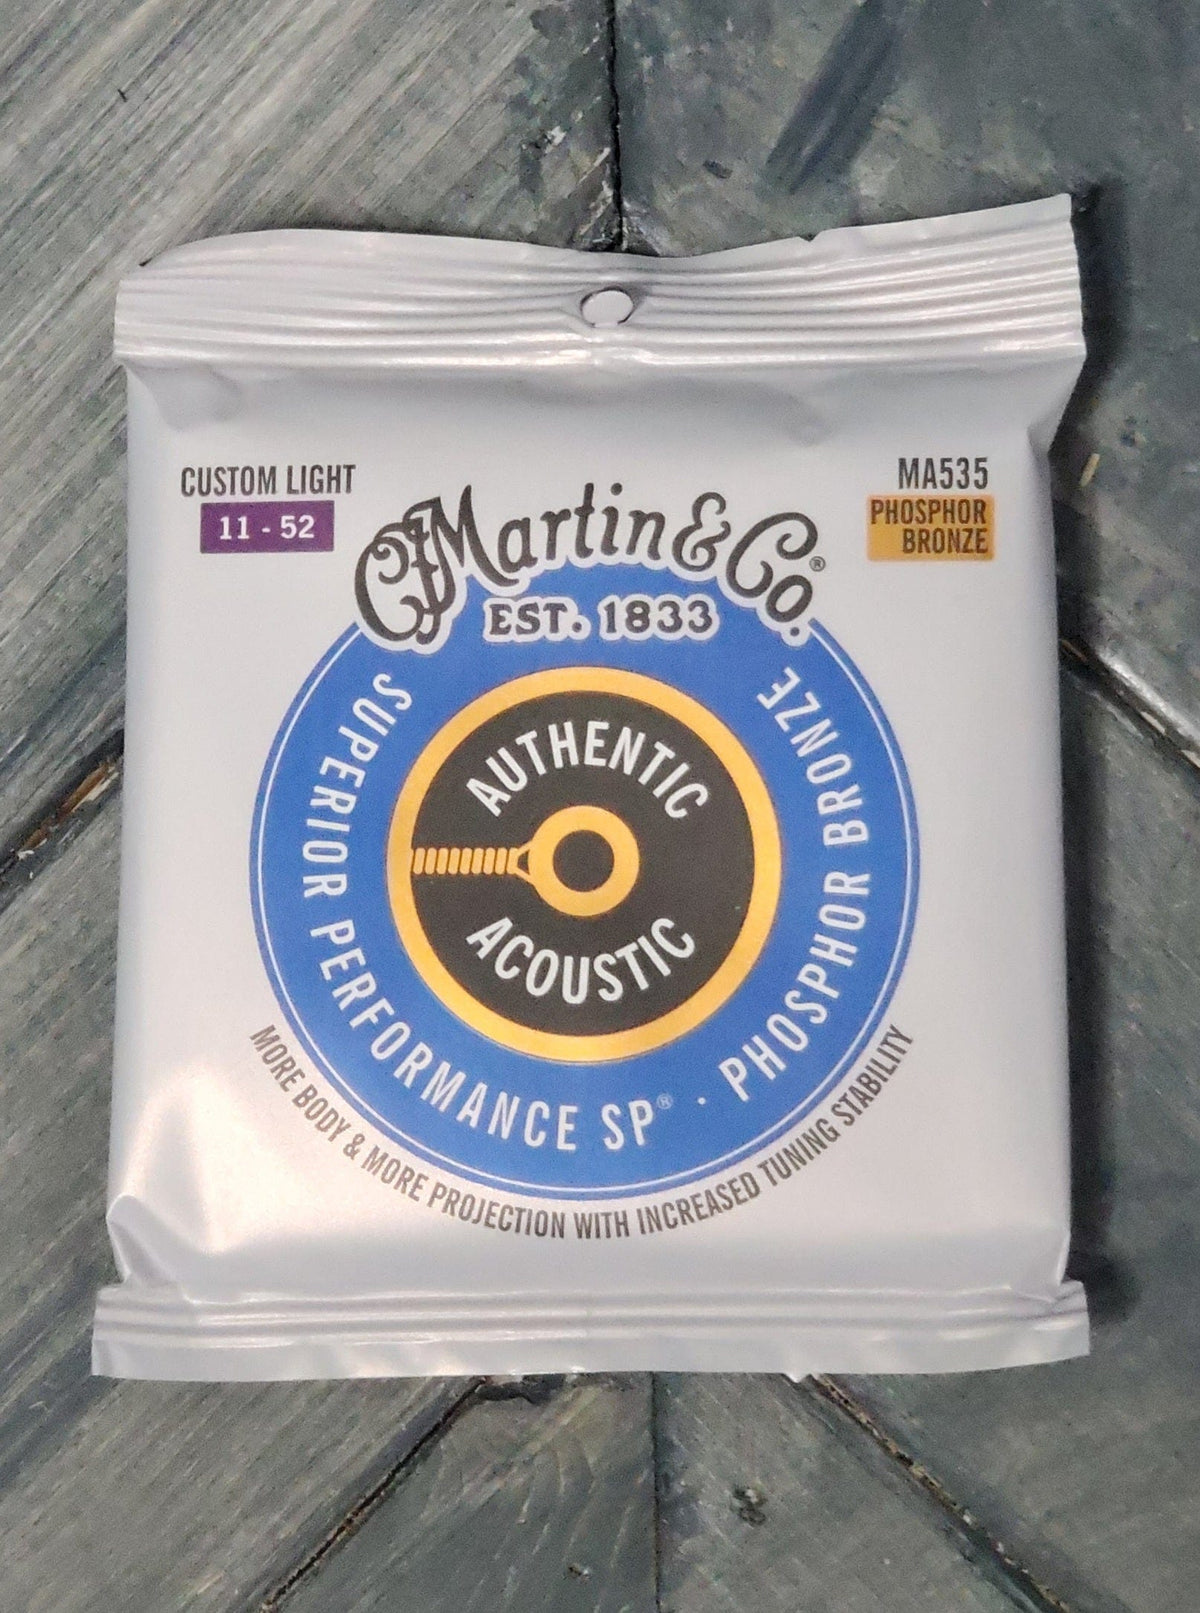 CUSTOM LIGHT
11 - 52
MA535
PHOSPHOR
BRONZE
C.F. Martin & Co.®
EST. 1833
SUPERIOR PERFORMANCE SP® · PHOSPHOR BRONZE
AUTHENTIC
ACOUSTIC
MORE BODY & MORE PROJECTION WITH INCREASED TUNING STABILITY